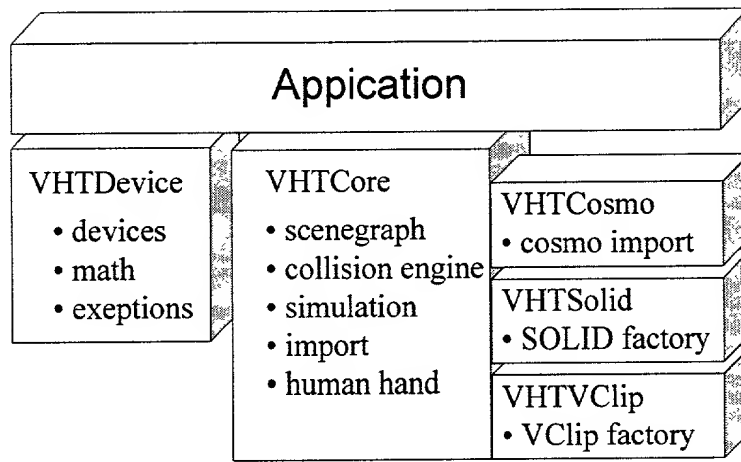 Appication
VHTDevice
• devices
• math
• exeptions
VHTCore
• scenegraph
• collision engine
• simulation
• import
• human hand
VHTCosmo
• cosmo import
VHTSolid
• SOLID factory
VHTVClip
• VClip factory